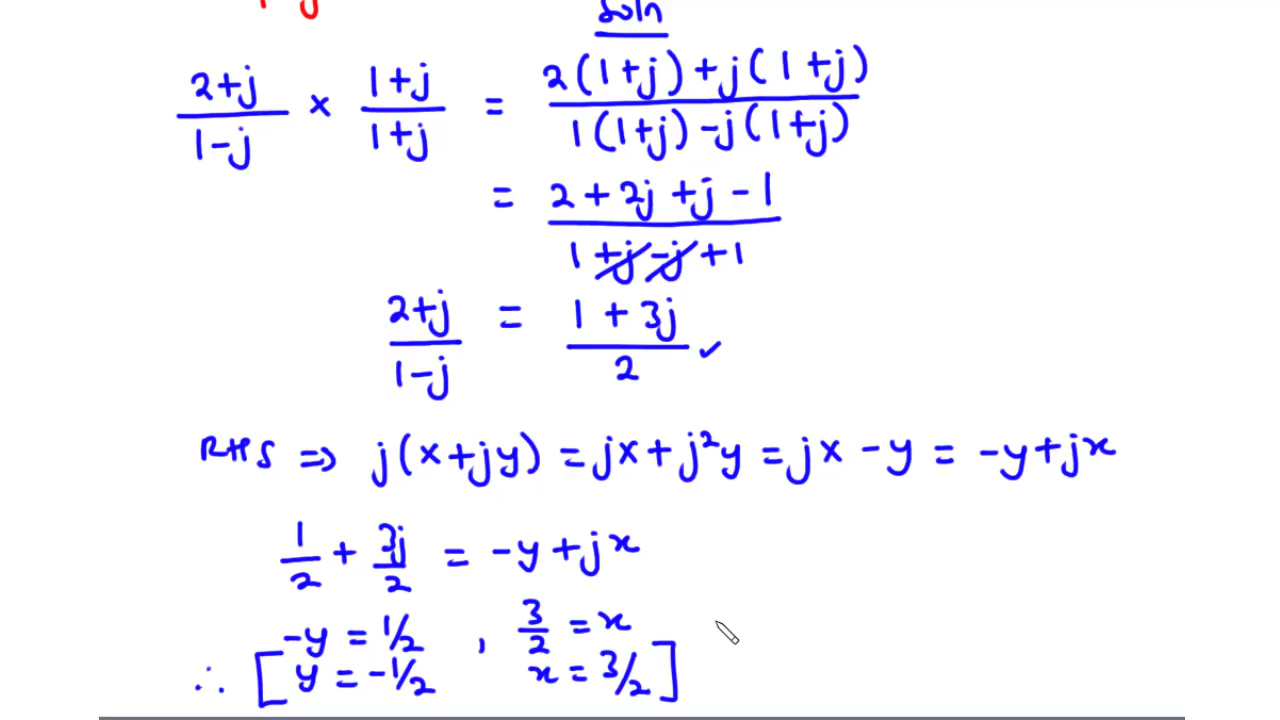 soln
2+j/1-j × 1+j/1+j = 2(1+j)+j(1+j)/1(1+j)-j(1+j)
= 2+2j+j-1/1+j-j+1
2+j/1-j = 1+3j/2 ✓
RHS ⇒ j(x+jy) = jx+j²y = jx-y = -y+jx
1/2 + 3j/2 = -y+jx
-y = 1/2 , 3/2 = x
∴ [y = -1/2 x = 3/2]